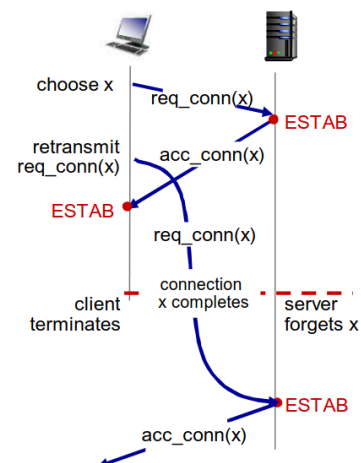 choose x
req_conn(x)
ESTAB
retransmit
req_conn(x)
acc_conn(x)
ESTAB
req_conn(x)
connection
x completes
client
terminates
server
forgets x
ESTAB
acc_conn(x)